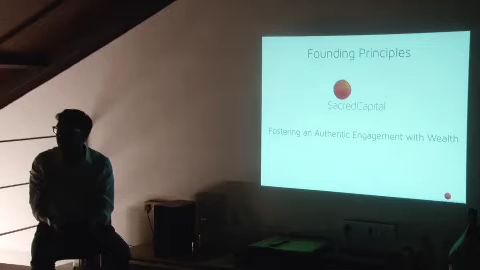 Founding Principles
SacredCapital
Fostering an Authentic Engagement with Wealth